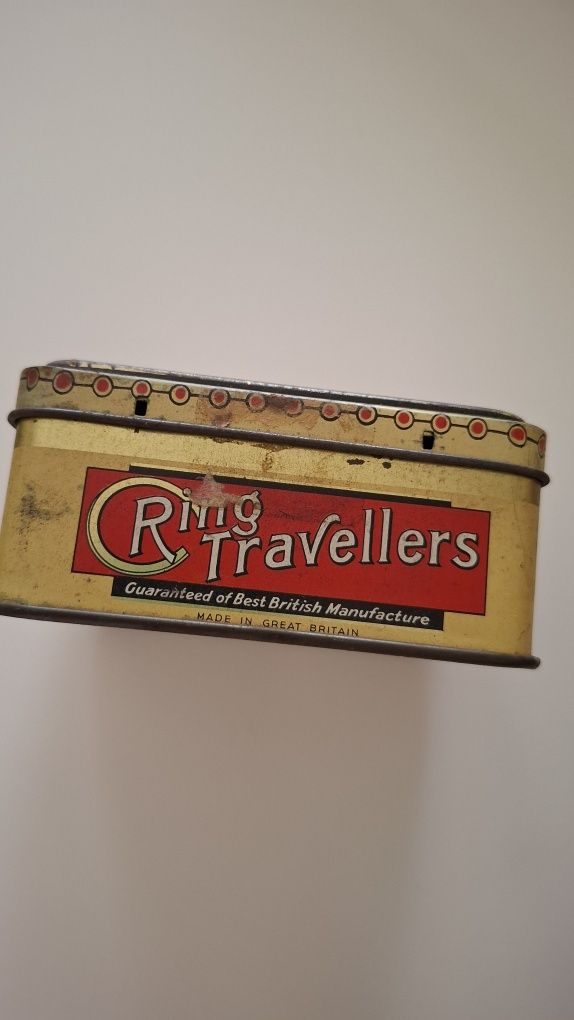 Ring
Travellers
Guaranteed of Best British Manufacture
MADE IN GREAT BRITAIN